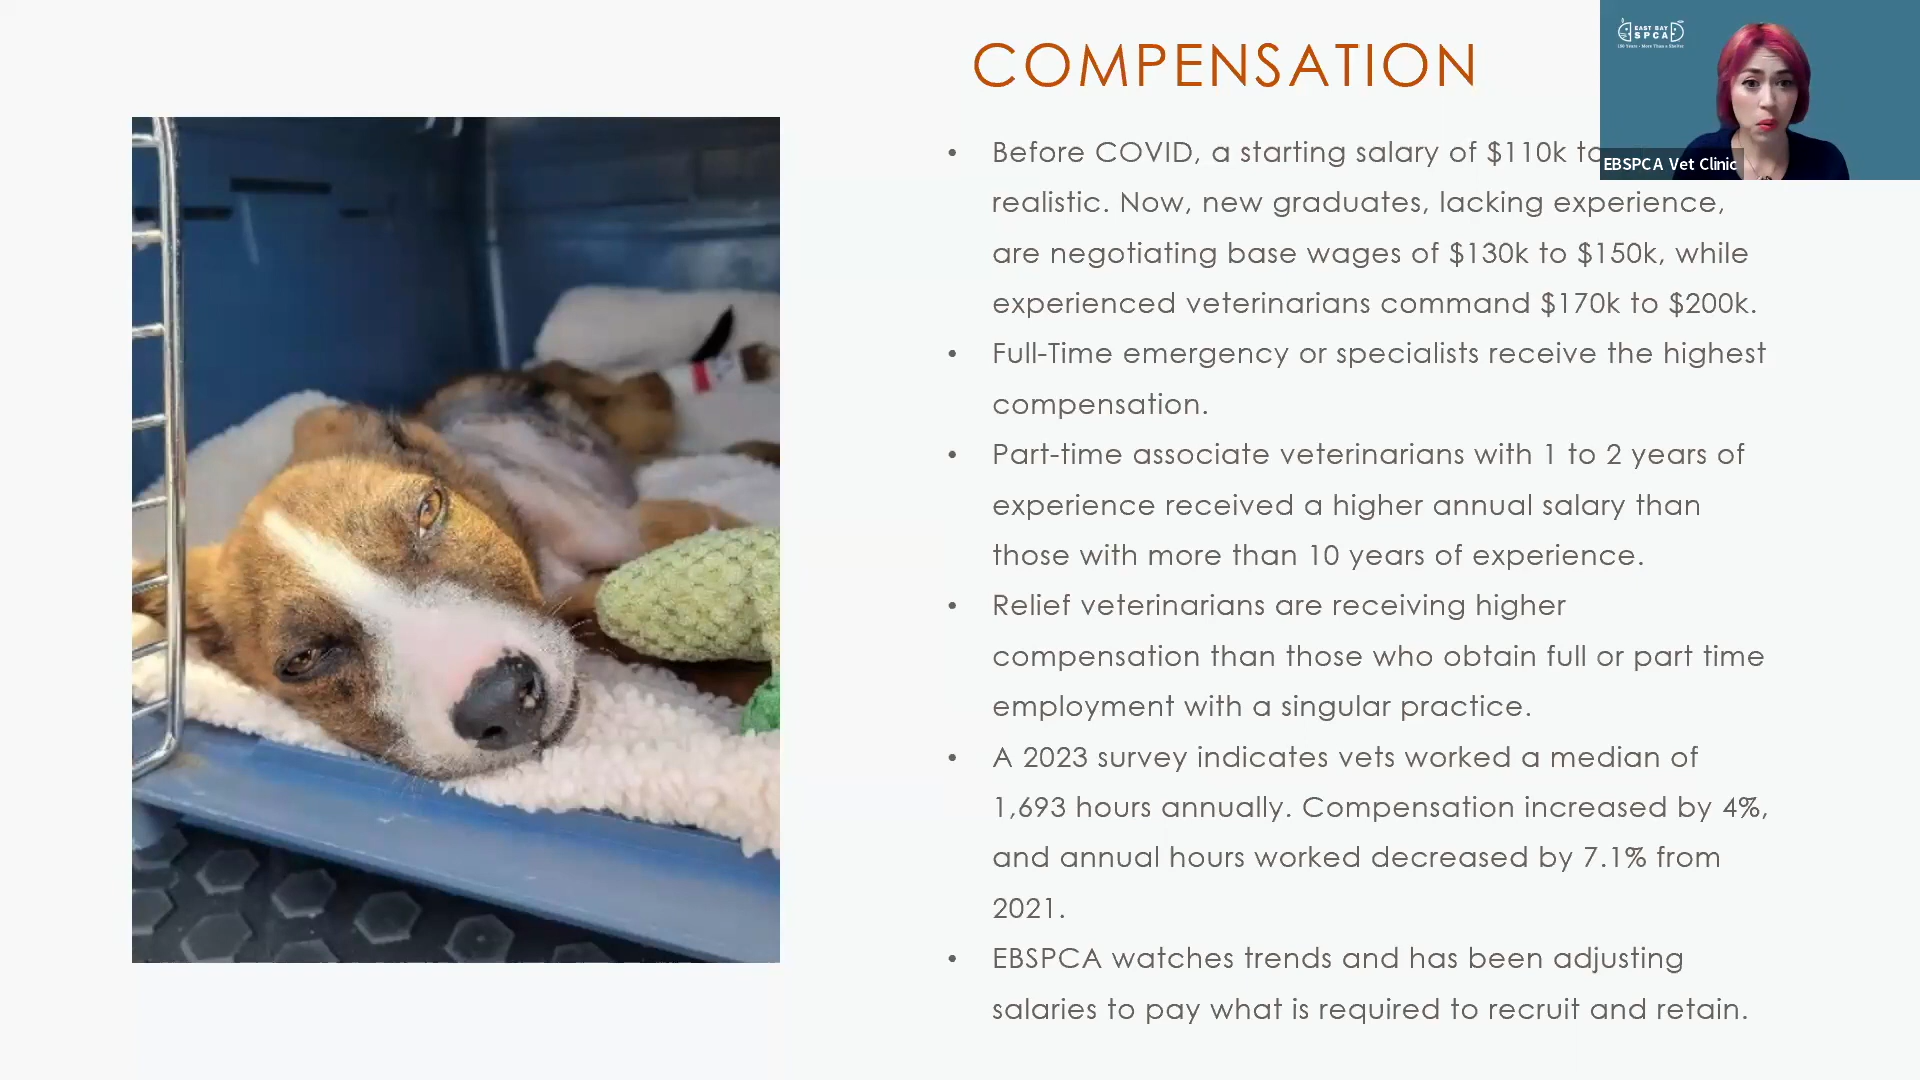 COMPENSATION
EAST BAY
SPCA
EBSPCA Vet Clinic
• Before COVID, a starting salary of $110k to
realistic. Now, new graduates, lacking experience,
are negotiating base wages of $130k to $150k, while
experienced veterinarians command $170k to $200k.
• Full-Time emergency or specialists receive the highest
compensation.
• Part-time associate veterinarians with 1 to 2 years of
experience received a higher annual salary than
those with more than 10 years of experience.
• Relief veterinarians are receiving higher
compensation than those who obtain full or part time
employment with a singular practice.
• A 2023 survey indicates vets worked a median of
1,693 hours annually. Compensation increased by 4%,
and annual hours worked decreased by 7.1% from
2021.
• EBSPCA watches trends and has been adjusting
salaries to pay what is required to recruit and retain.